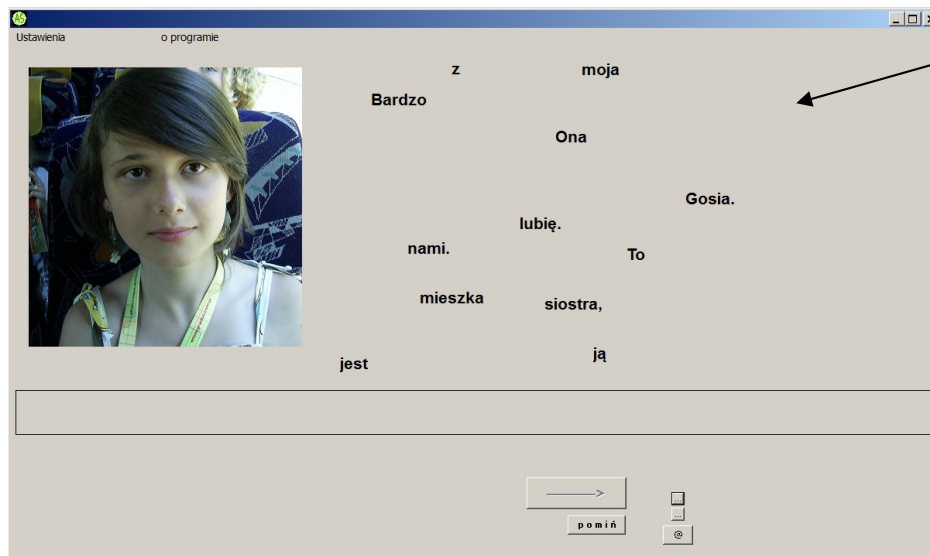 Ustawienia o programie
z moja
Bardzo
Ona
Gosia.
lubię.
nami. To
mieszka siostra,
jest ją
...
pomiń ...
@